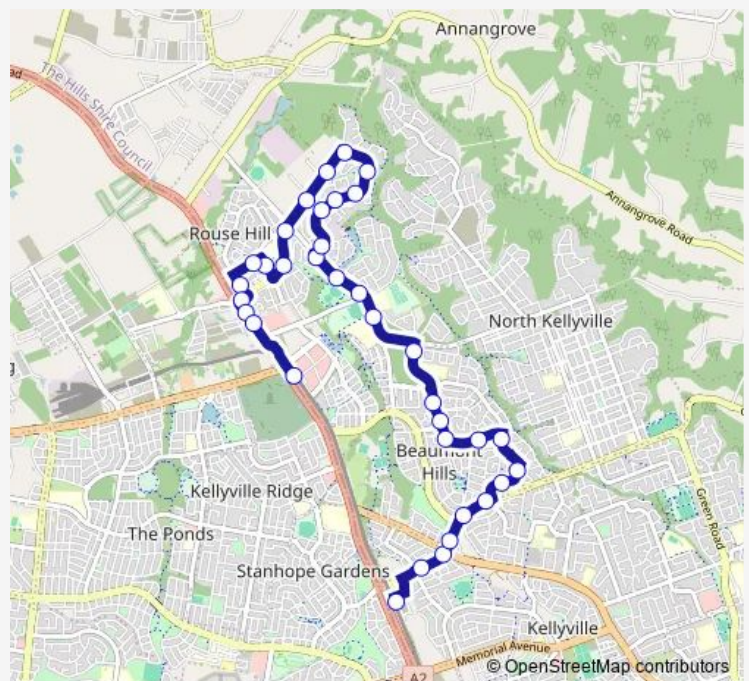 Annangrove
ad
The Hills Shire Council
Annangrove Road
Rouse Hill
North Kellyville
g
Beaumont
Hills
Kellyville Ridge
The Ponds
Green Road
Stanhope Gardens
Kellyville
Memorial Avenue
A2
© OpenStreetMap contributors